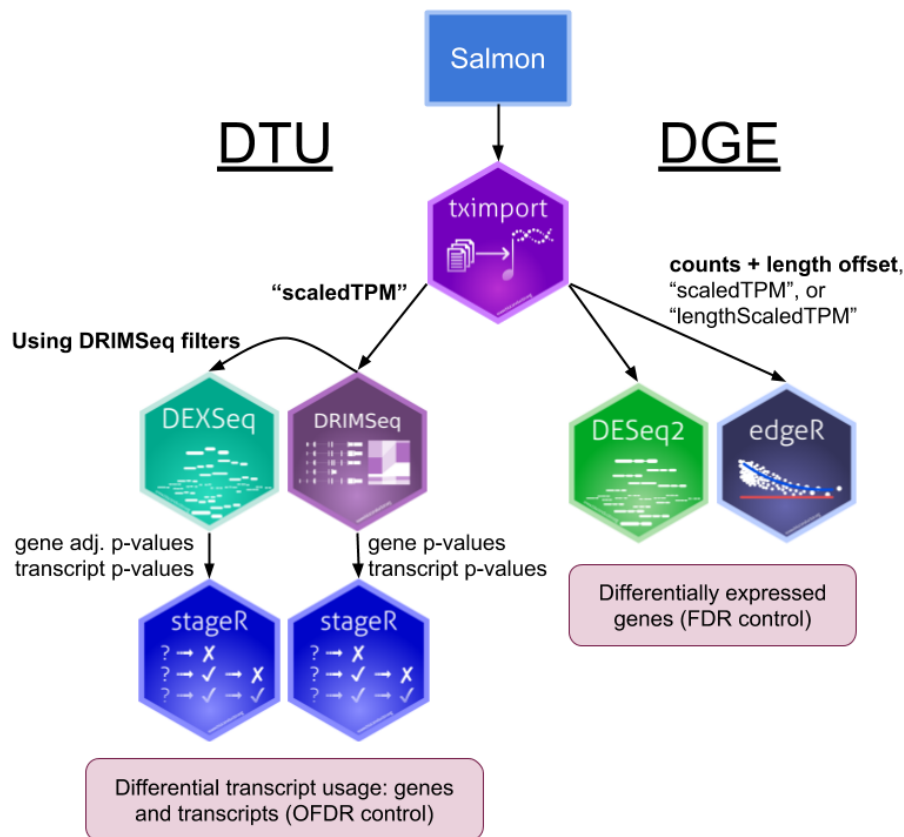 Salmon
DTU
DGE
tximport
“scaledTPM”
counts + length offset,
“scaledTPM”, or
“lengthScaledTPM”
Using DRIMSeq filters
DEXSeq
DRIMSeq
DESeq2
edgeR
gene adj. p-values
transcript p-values
gene p-values
transcript p-values
stageR
? → ✗
? → ✓ → ✗
? → ✓ → ✓
stageR
? → ✗
? → ✓ → ✗
? → ✓ → ✓
Differentially expressed
genes (FDR control)
Differential transcript usage: genes
and transcripts (OFDR control)